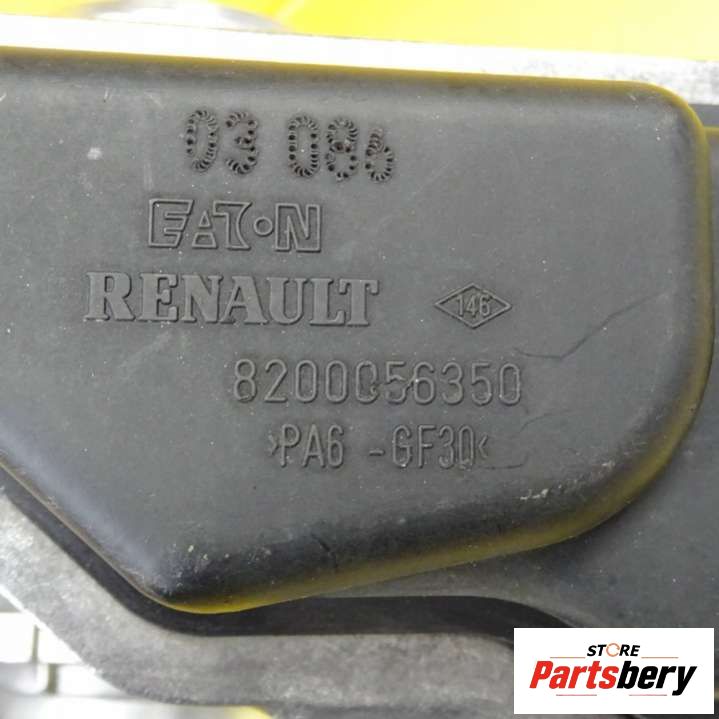 03 086
EATON
RENAULT
146
8200056350
>PA6 -GF30<
STORE
Partsbery